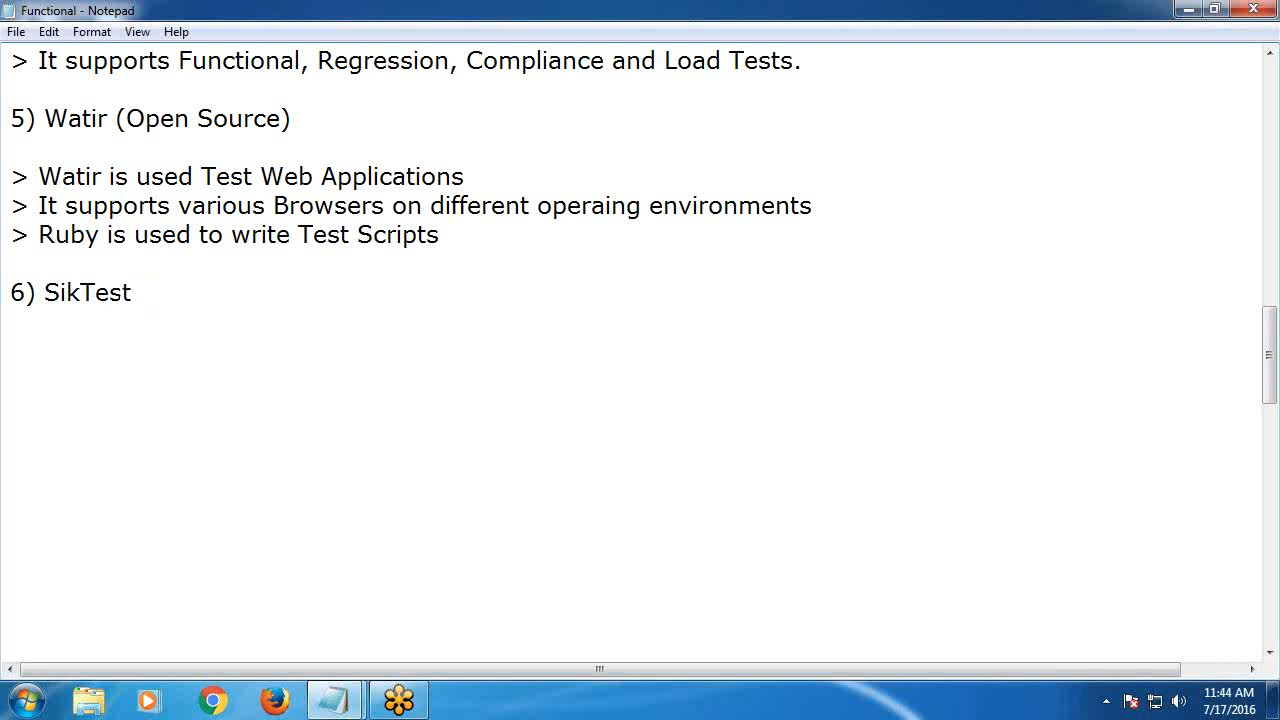 Functional - Notepad
File Edit Format View Help
> It supports Functional, Regression, Compliance and Load Tests.
5) Watir (Open Source)
> Watir is used Test Web Applications
> It supports various Browsers on different operaing environments
> Ruby is used to write Test Scripts
6) SikTest
11:44 AM
7/17/2016